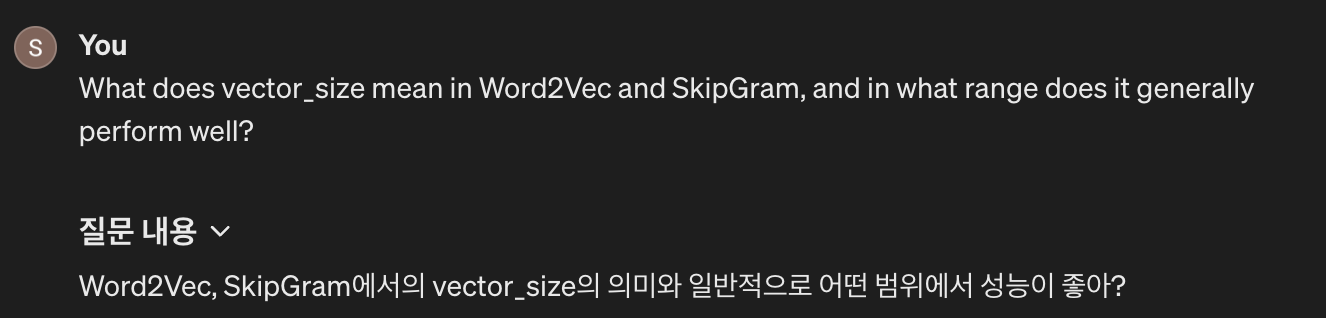 S
You
What does vector_size mean in Word2Vec and SkipGram, and in what range does it generally
perform well?
질문 내용
Word2Vec, SkipGram에서의 vector_size의 의미와 일반적으로 어떤 범위에서 성능이 좋아?